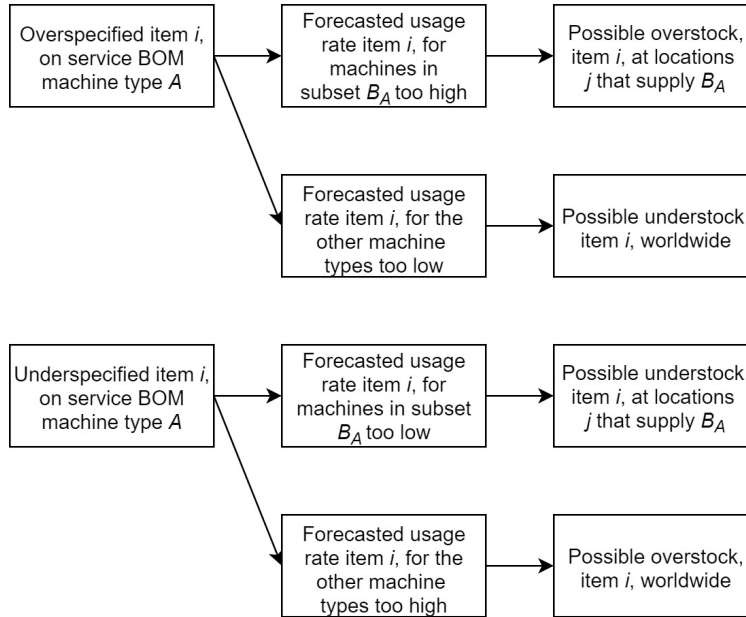 Overspecified item i,
on service BOM
machine type A
Forecasted usage
rate item i, for
machines in
subset B_A too high
Possible overstock,
item i, at locations
j that supply B_A
Forecasted usage
rate item i, for the
other machine
types too low
Possible understock
item i, worldwide
Underspecified item i,
on service BOM
machine type A
Forecasted usage
rate item i, for
machines in subset
B_A too low
Possible understock
item i, at locations
j that supply B_A
Forecasted usage
rate item i, for the
other machine
types too high
Possible overstock,
item i, worldwide